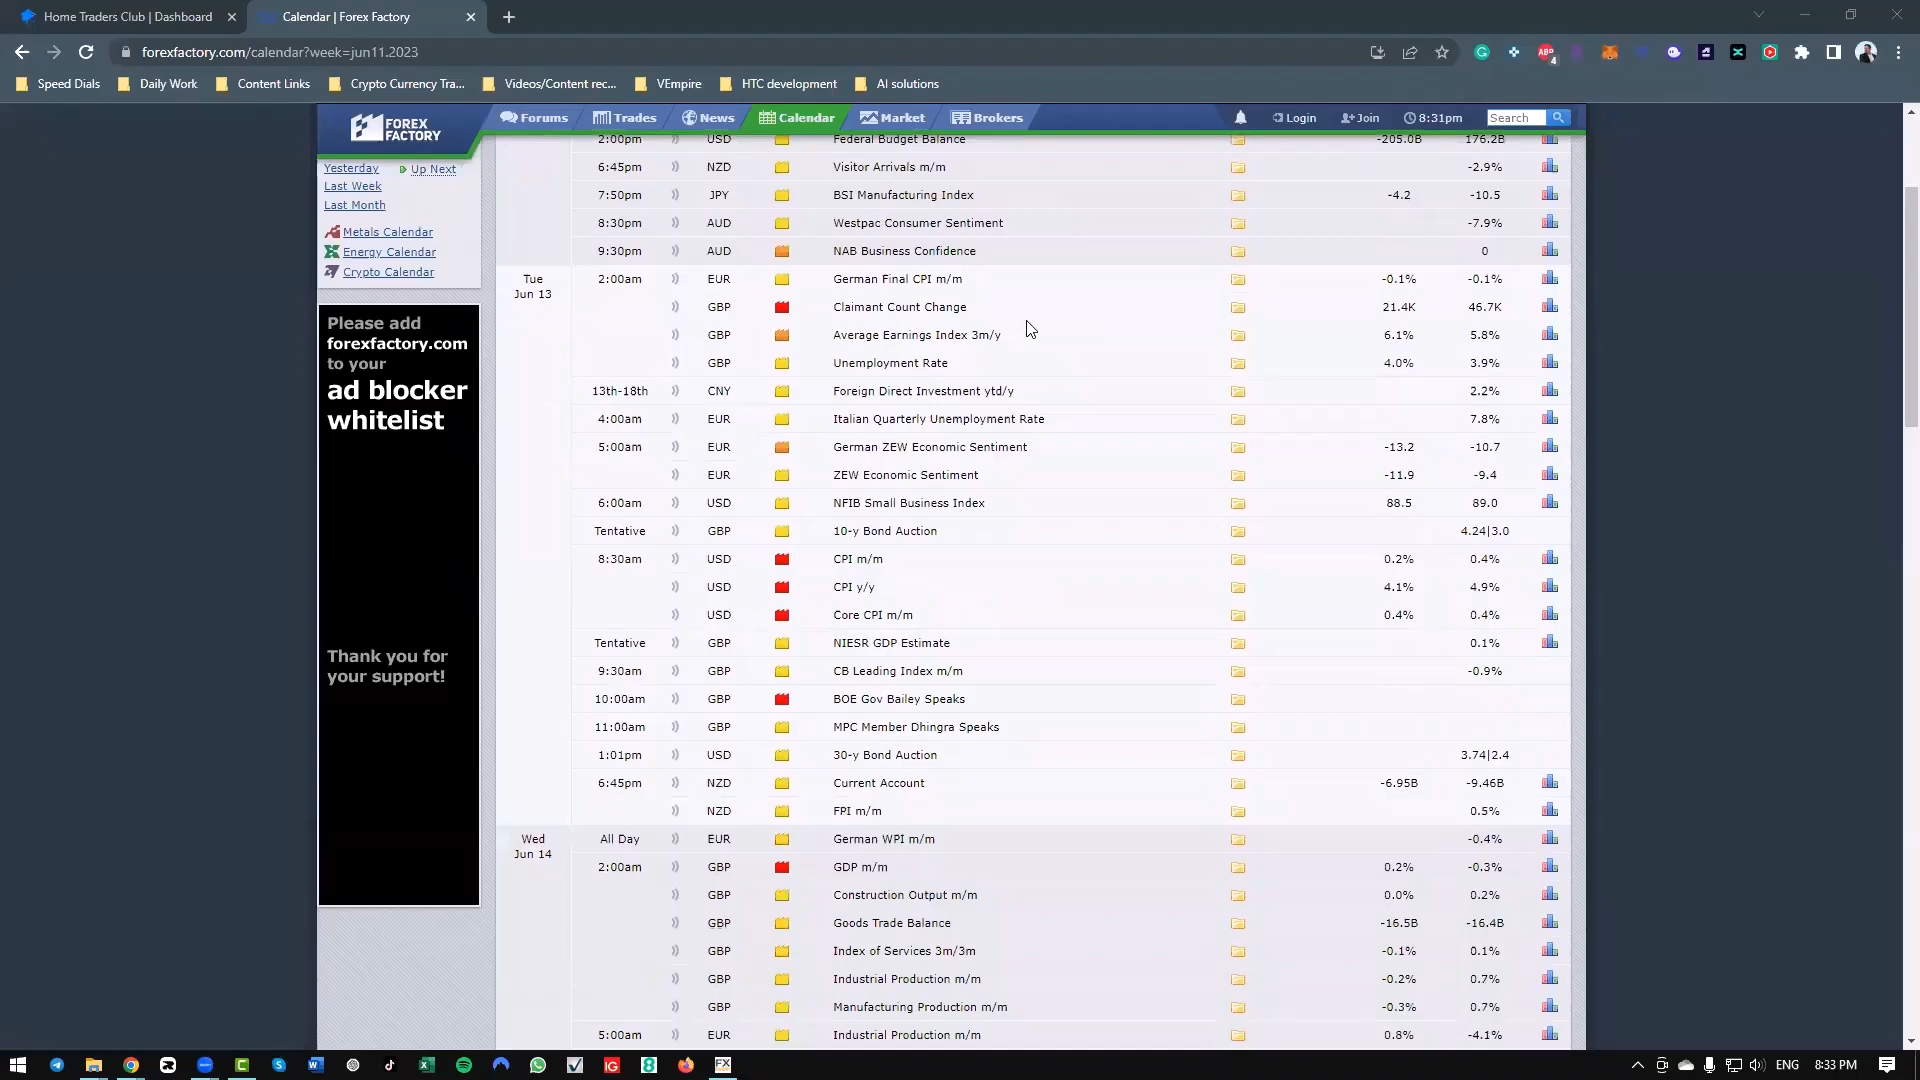 Home Traders Club | Dashboard
Calendar | Forex Factory
forexfactory.com/calendar?week=jun11.2023
Speed Dials
Daily Work
Content Links
Crypto Currency Tra...
Videos/Content rec...
VEmpire
HTC development
AI solutions
FOREX FACTORY
Forums
Trades
News
Calendar
Market
Brokers
Login
Join
8:31pm
Search
Yesterday
Up Next
Last Week
Last Month
Metals Calendar
Energy Calendar
Crypto Calendar
Please add
forexfactory.com
to your
ad blocker
whitelist
Thank you for
your support!
2:00pm USD Federal Budget Balance -205.0B 176.2B
6:45pm NZD Visitor Arrivals m/m -2.9%
7:50pm JPY BSI Manufacturing Index -4.2 -10.5
8:30pm AUD Westpac Consumer Sentiment -7.9%
9:30pm AUD NAB Business Confidence 0
Tue Jun 13 2:00am EUR German Final CPI m/m -0.1% -0.1%
GBP Claimant Count Change 21.4K 46.7K
GBP Average Earnings Index 3m/y 6.1% 5.8%
GBP Unemployment Rate 4.0% 3.9%
13th-18th CNY Foreign Direct Investment ytd/y 2.2%
4:00am EUR Italian Quarterly Unemployment Rate 7.8%
5:00am EUR German ZEW Economic Sentiment -13.2 -10.7
EUR ZEW Economic Sentiment -11.9 -9.4
6:00am USD NFIB Small Business Index 88.5 89.0
Tentative GBP 10-y Bond Auction 4.24|3.0
8:30am USD CPI m/m 0.2% 0.4%
USD CPI y/y 4.1% 4.9%
USD Core CPI m/m 0.4% 0.4%
Tentative GBP NIESR GDP Estimate 0.1%
9:30am GBP CB Leading Index m/m -0.9%
10:00am GBP BOE Gov Bailey Speaks
11:00am GBP MPC Member Dhingra Speaks
1:01pm USD 30-y Bond Auction 3.74|2.4
6:45pm NZD Current Account -6.95B -9.46B
NZD FPI m/m 0.5%
Wed Jun 14 All Day EUR German WPI m/m -0.4%
2:00am GBP GDP m/m 0.2% -0.3%
GBP Construction Output m/m 0.0% 0.2%
GBP Goods Trade Balance -16.5B -16.4B
GBP Index of Services 3m/3m -0.1% 0.1%
GBP Industrial Production m/m -0.2% 0.7%
GBP Manufacturing Production m/m -0.3% 0.7%
5:00am EUR Industrial Production m/m 0.8% -4.1%
ENG
8:33 PM